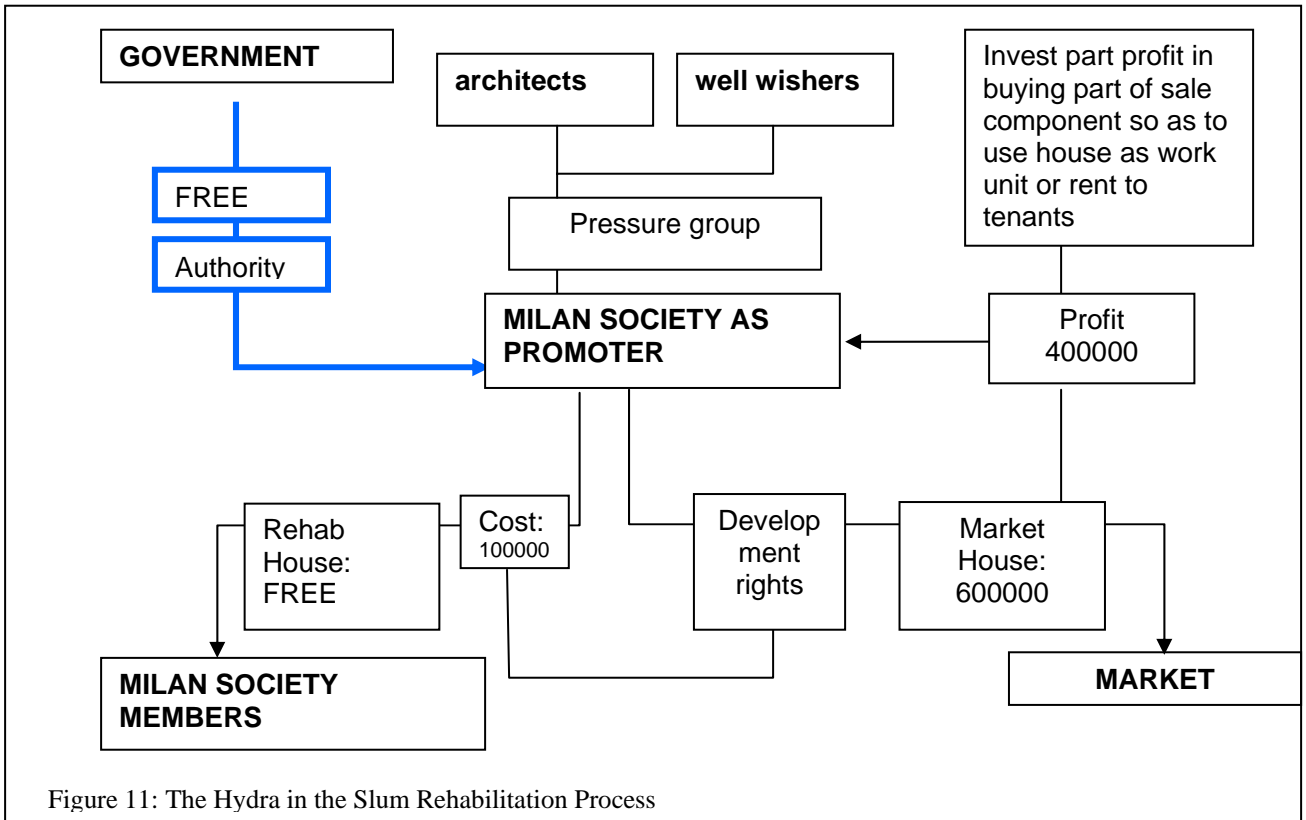 GOVERNMENT
FREE
Authority
architects
well wishers
Pressure group
Invest part profit in
buying part of sale
component so as to
use house as work
unit or rent to
tenants
MILAN SOCIETY AS
PROMOTER
Profit
400000
Rehab
House:
FREE
Cost:
100000
Develop
ment
rights
Market
House:
600000
MILAN SOCIETY
MEMBERS
MARKET
Figure 11: The Hydra in the Slum Rehabilitation Process